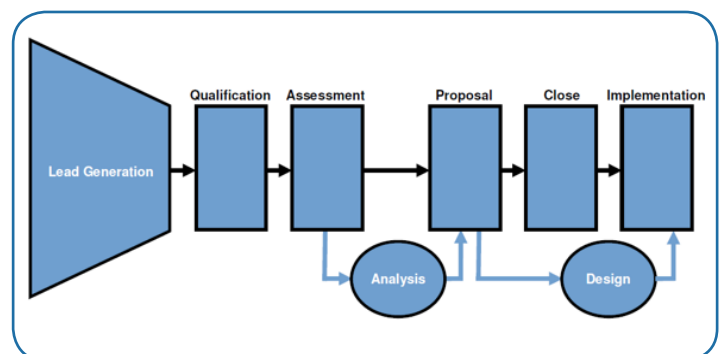 Qualification
Assessment
Proposal
Close
Implementation
Lead Generation
Analysis
Design